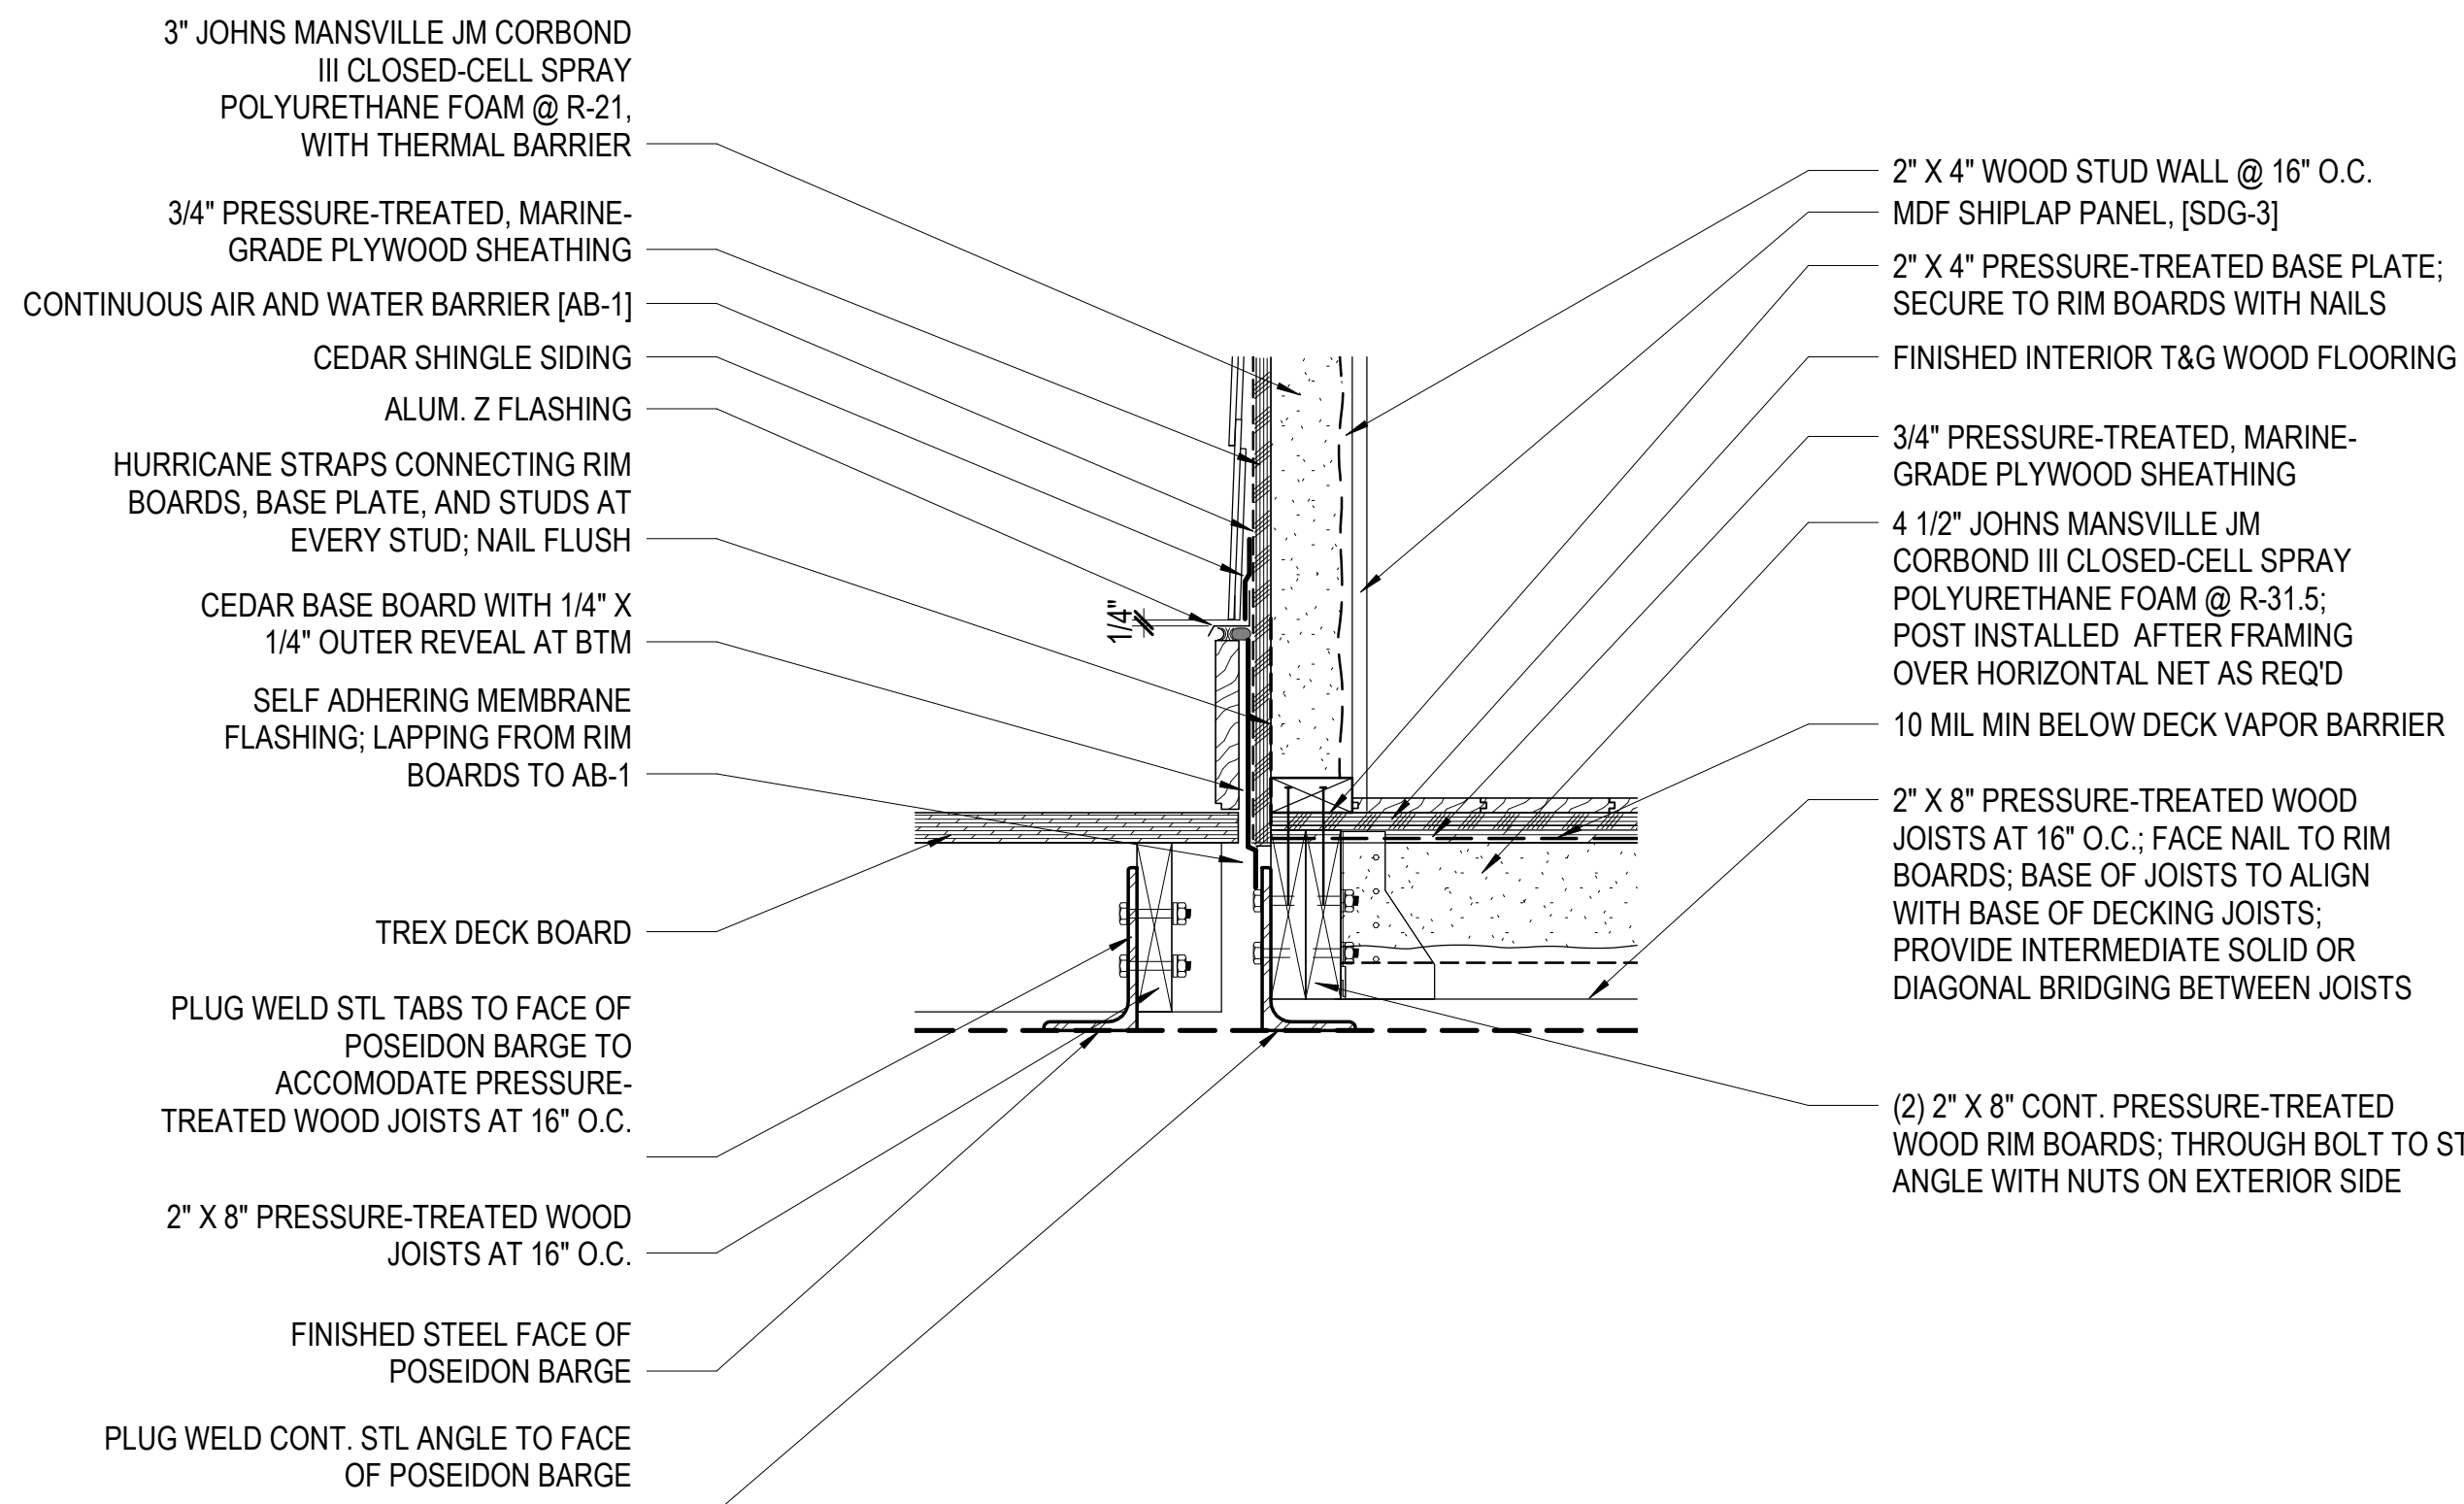 3" JOHNS MANSVILLE JM CORBOND
III CLOSED-CELL SPRAY
POLYURETHANE FOAM @ R-21,
WITH THERMAL BARRIER
3/4" PRESSURE-TREATED, MARINE-
GRADE PLYWOOD SHEATHING
CONTINUOUS AIR AND WATER BARRIER [AB-1]
CEDAR SHINGLE SIDING
ALUM. Z FLASHING
HURRICANE STRAPS CONNECTING RIM
BOARDS, BASE PLATE, AND STUDS AT
EVERY STUD; NAIL FLUSH
CEDAR BASE BOARD WITH 1/4" X
1/4" OUTER REVEAL AT BTM
SELF ADHERING MEMBRANE
FLASHING; LAPPING FROM RIM
BOARDS TO AB-1
TREX DECK BOARD
PLUG WELD STL TABS TO FACE OF
POSEIDON BARGE TO
ACCOMODATE PRESSURE-
TREATED WOOD JOISTS AT 16" O.C.
2" X 8" PRESSURE-TREATED WOOD
JOISTS AT 16" O.C.
FINISHED STEEL FACE OF
POSEIDON BARGE
PLUG WELD CONT. STL ANGLE TO FACE
OF POSEIDON BARGE
1/4"
2" X 4" WOOD STUD WALL @ 16" O.C.
MDF SHIPLAP PANEL, [SDG-3]
2" X 4" PRESSURE-TREATED BASE PLATE;
SECURE TO RIM BOARDS WITH NAILS
FINISHED INTERIOR T&G WOOD FLOORING
3/4" PRESSURE-TREATED, MARINE-
GRADE PLYWOOD SHEATHING
4 1/2" JOHNS MANSVILLE JM
CORBOND III CLOSED-CELL SPRAY
POLYURETHANE FOAM @ R-31.5;
POST INSTALLED AFTER FRAMING
OVER HORIZONTAL NET AS REQ'D
10 MIL MIN BELOW DECK VAPOR BARRIER
2" X 8" PRESSURE-TREATED WOOD
JOISTS AT 16" O.C.; FACE NAIL TO RIM
BOARDS; BASE OF JOISTS TO ALIGN
WITH BASE OF DECKING JOISTS;
PROVIDE INTERMEDIATE SOLID OR
DIAGONAL BRIDGING BETWEEN JOISTS
(2) 2" X 8" CONT. PRESSURE-TREATED
WOOD RIM BOARDS; THROUGH BOLT TO
ANGLE WITH NUTS ON EXTERIOR SIDE